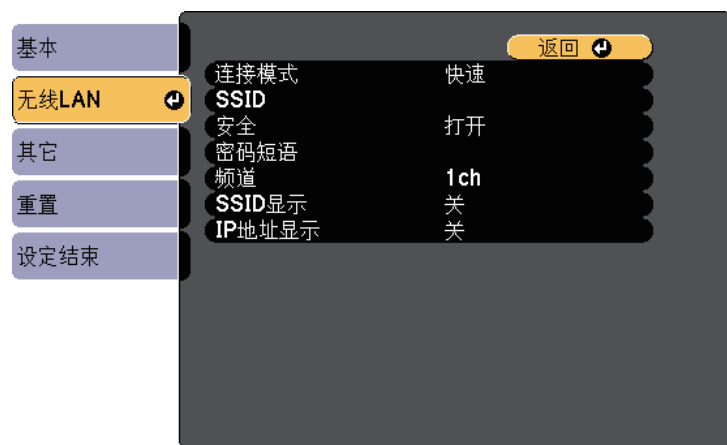 基本
无线LAN
其它
重置
设定结束
返回
连接模式 快速
SSID
安全 打开
密码短语
频道 1ch
SSID显示 关
IP地址显示 关